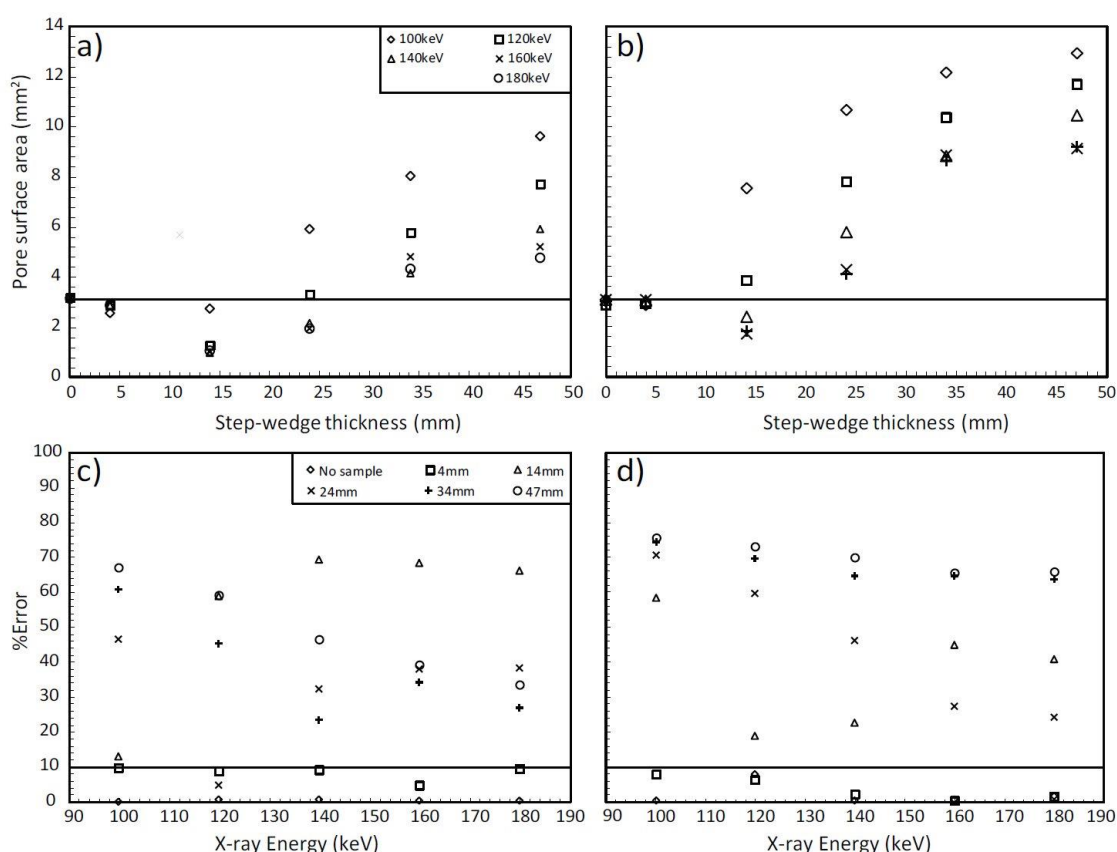 a)
14
12
10
8
6
4
2
0
Pore surface area (mm²)
100keV 120keV
140keV 160keV
180keV
0 5 10 15 20 25 30 35 40 45 50
Step-wedge thickness (mm)
b)
0 5 10 15 20 25 30 35 40 45 50
Step-wedge thickness (mm)
c)
100
90
80
70
60
50
40
30
20
10
0
%Error
No sample 4mm 14mm
24mm 34mm 47mm
90 100 110 120 130 140 150 160 170 180 190
X-ray Energy (keV)
d)
90 100 110 120 130 140 150 160 170 180 190
X-ray Energy (keV)